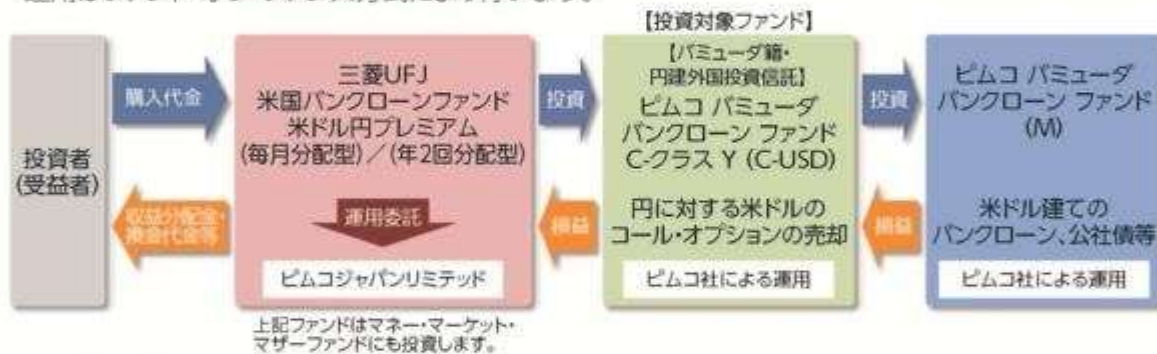 【投資対象ファンド】
購入代金
投資者
(受益者)
収益分配金・
換金代金等
三菱UFJ
米国バンクローンファンド
米ドル円プレミアム
(毎月分配型)／(年2回分配型)
運用委託
ピムコジャパンリミテッド
上記ファンドはマネー・マーケット・
マザーファンドにも投資します。
投資
損益
【バミューダ籍・
円建外国投資信託】
ピムコ バミューダ
バンクローン ファンド
C-クラス Y (C-USD)
円に対する米ドルの
コール・オプションの売却
ピムコ社による運用
投資
損益
ピムコ バミューダ
バンクローン ファンド
(M)
米ドル建ての
バンクローン、公社債等
ピムコ社による運用